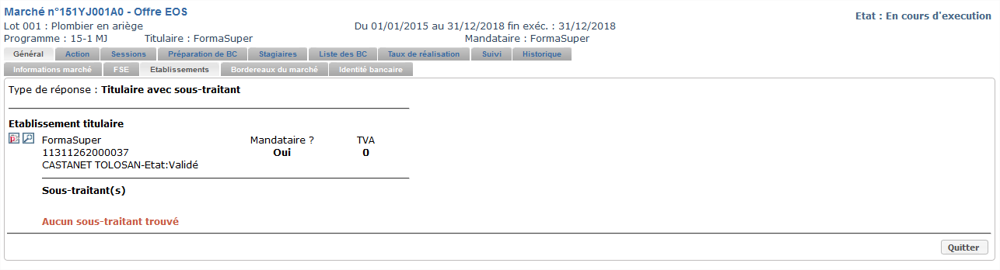 Marché n°151YJ001A0 - Offre EOS
Etat : En cours d'execution
Lot 001 : Plombier en ariège Du 01/01/2015 au 31/12/2018 fin exéc. : 31/12/2018
Programme : 15-1 MJ Titulaire : FormaSuper Mandataire : FormaSuper
Général Action Sessions Préparation de BC Stagiaires Liste des BC Taux de réalisation Suivi Historique
Informations marché FSE Etablissements Bordereaux du marché Identité bancaire
Type de réponse : Titulaire avec sous-traitant
Etablissement titulaire
FormaSuper Mandataire ? TVA
11311262000037 Oui 0
CASTANET TOLOSAN-Etat:Validé
Sous-traitant(s)
Aucun sous-traitant trouvé
Quitter